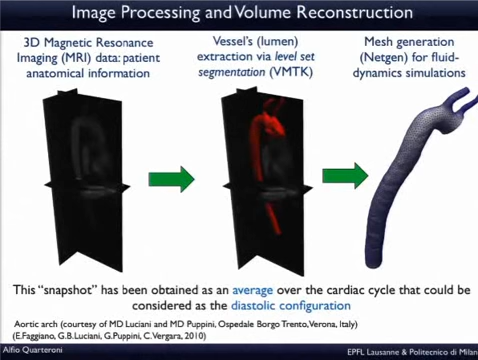 Image Processing and Volume Reconstruction
3D Magnetic Resonance
Imaging (MRI) data: patient
anatomical information
Vessel's (lumen)
extraction via level set
segmentation (VMTK)
Mesh generation
(Netgen) for fluid-
dynamics simulations
This "snapshot" has been obtained as an average over the cardiac cycle that could be
considered as the diastolic configuration
Aortic arch (courtesy of MD Luciani and MD Puppini, Ospedale Borgo Trento, Verona, Italy)
(E.Faggiano, G.B.Luciani, G.Puppini, C.Vergara, 2010)
Alfio Quarteroni
EPFL Lausanne & Politecnico di Milan